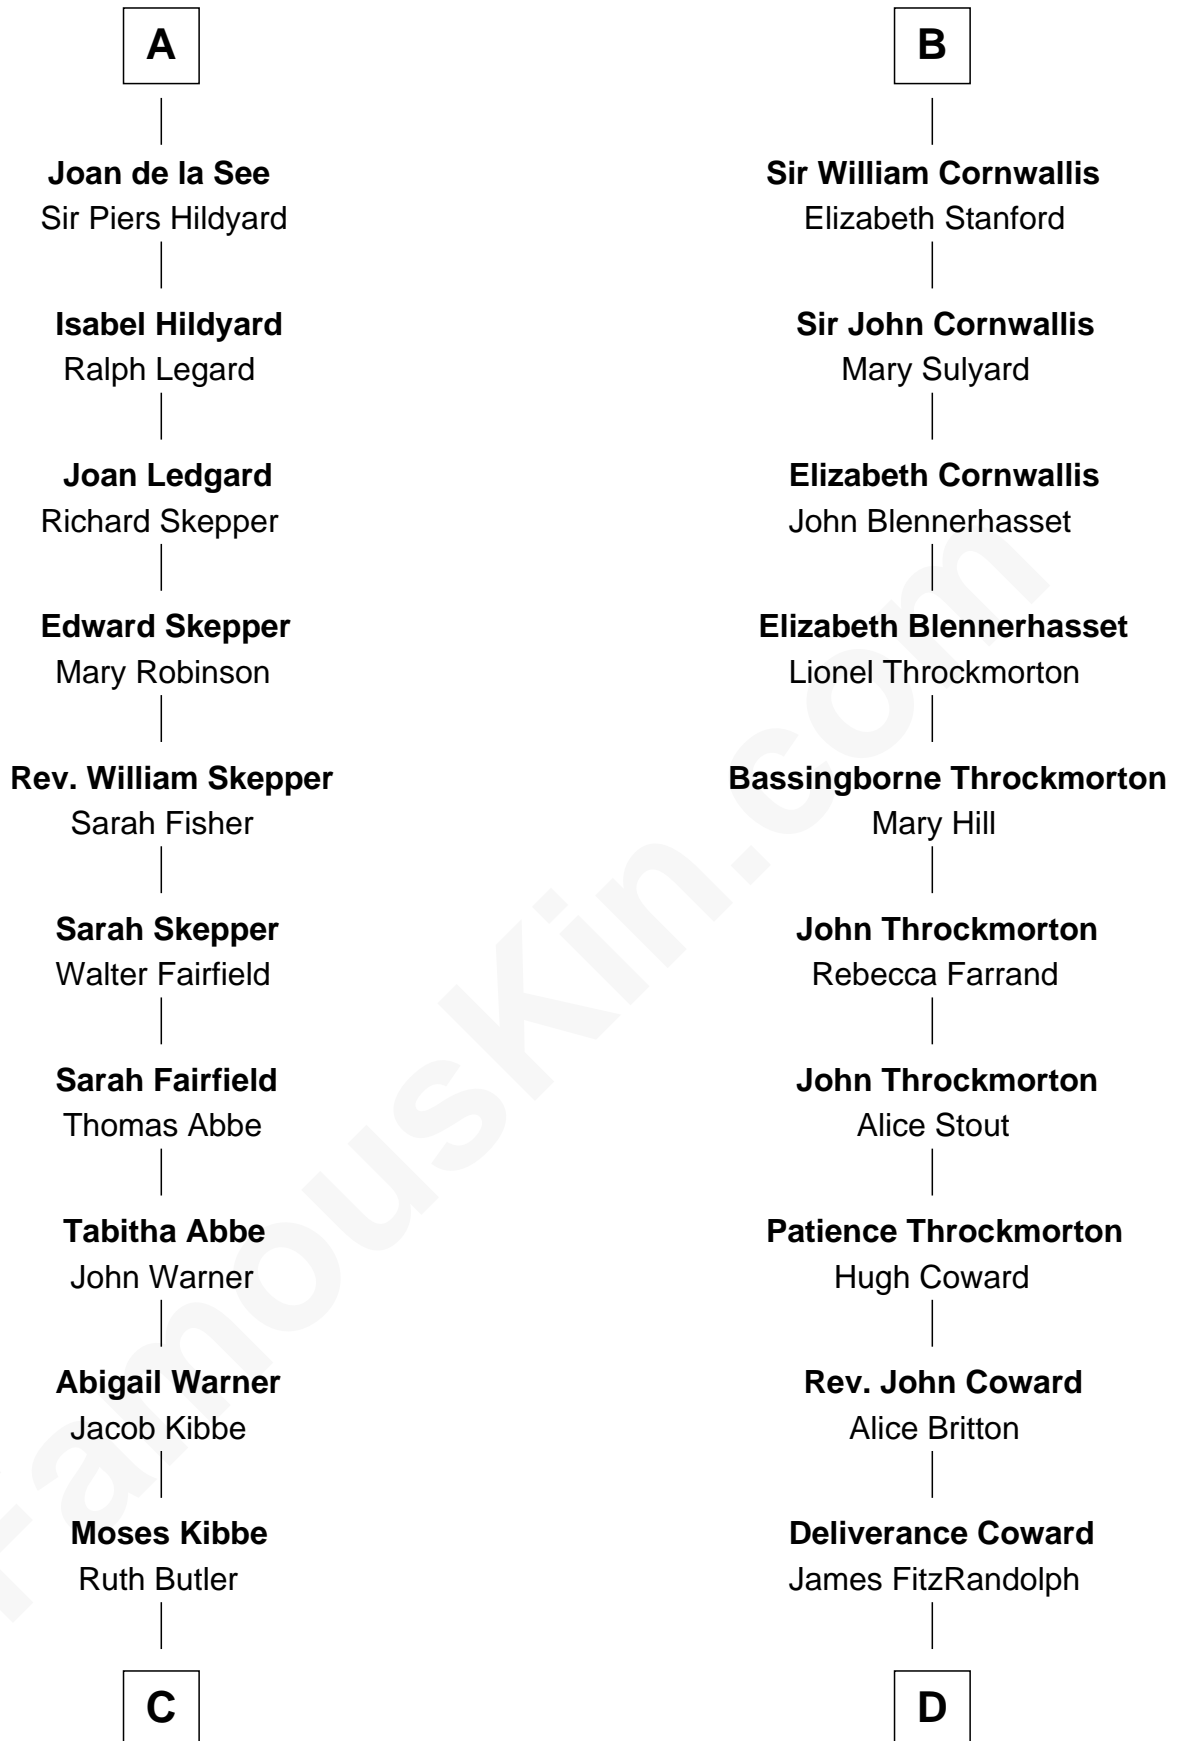 A
Joan de la See
Sir Piers Hildyard
Isabel Hildyard
Ralph Legard
Joan Ledgard
Richard Skepper
Edward Skepper
Mary Robinson
Rev. William Skepper
Sarah Fisher
Sarah Skepper
Walter Fairfield
Sarah Fairfield
Thomas Abbe
Tabitha Abbe
John Warner
Abigail Warner
Jacob Kibbe
Moses Kibbe
Ruth Butler
C
B
Sir William Cornwallis
Elizabeth Stanford
Sir John Cornwallis
Mary Sulyard
Elizabeth Cornwallis
John Blennerhasset
Elizabeth Blennerhasset
Lionel Throckmorton
Bassingborne Throckmorton
Mary Hill
John Throckmorton
Rebecca Farrand
John Throckmorton
Alice Stout
Patience Throckmorton
Hugh Coward
Rev. John Coward
Alice Britton
Deliverance Coward
James FitzRandolph
D
FamousKin.com